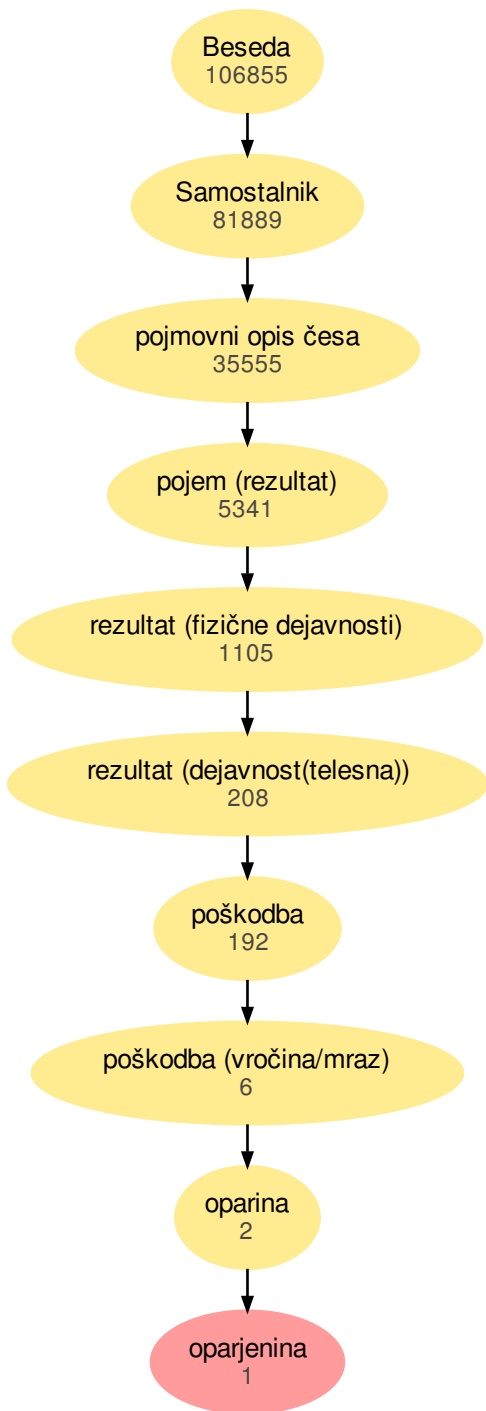 Beseda
106855
Samostalnik
81889
pojmovni opis česa
35555
pojem (rezultat)
5341
rezultat (fizične dejavnosti)
1105
rezultat (dejavnost(telesna))
208
poškodba
192
poškodba (vročina/mraz)
6
oparina
2
oparjenina
1